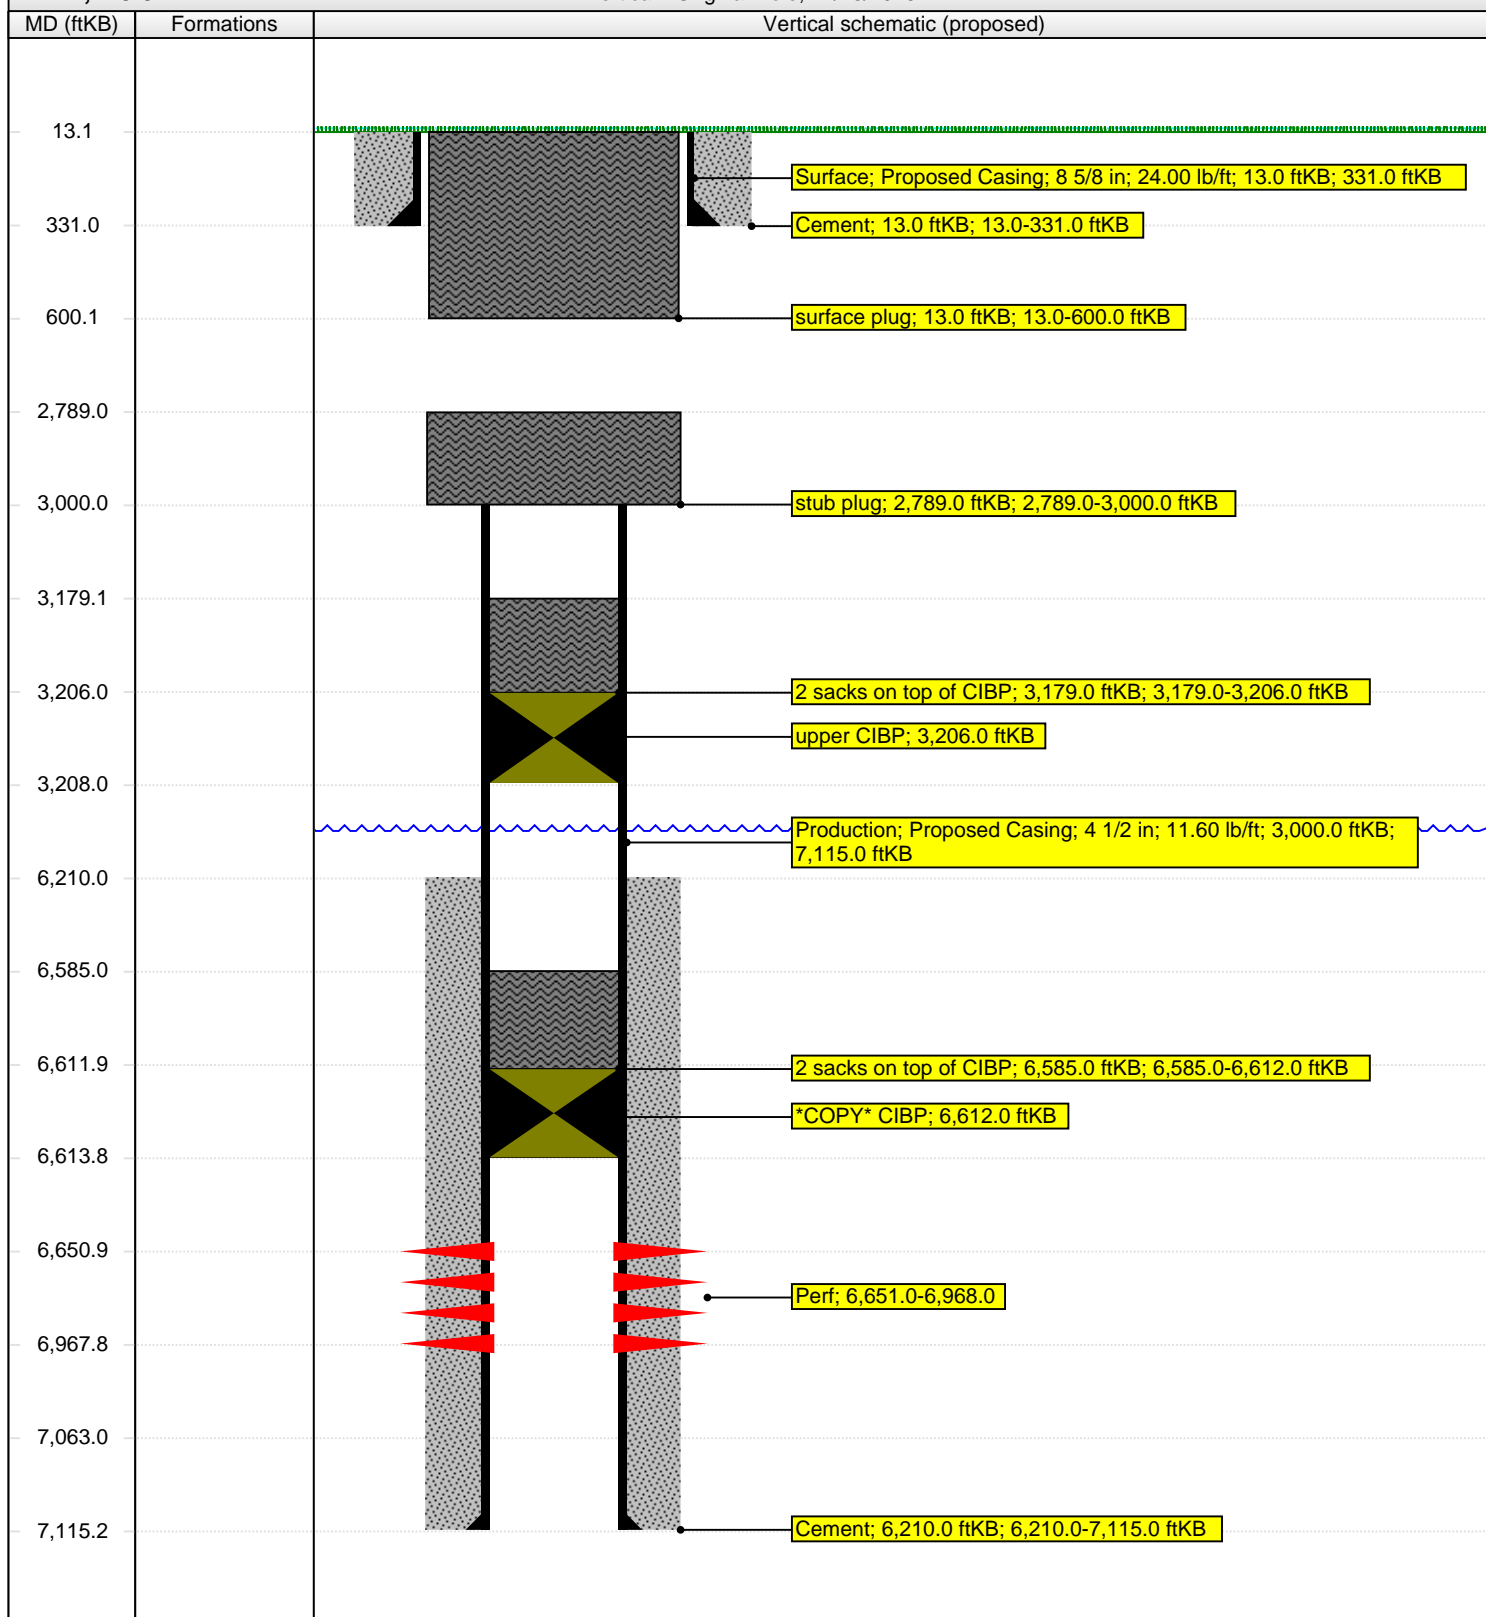 MD (ftKB) Formations Vertical schematic (proposed)
13.1
Surface; Proposed Casing; 8 5/8 in; 24.00 lb/ft; 13.0 ftKB; 331.0 ftKB
331.0 Cement; 13.0 ftKB; 13.0-331.0 ftKB
600.1 surface plug; 13.0 ftKB; 13.0-600.0 ftKB
2,789.0
3,000.0 stub plug; 2,789.0 ftKB; 2,789.0-3,000.0 ftKB
3,179.1
3,206.0 2 sacks on top of CIBP; 3,179.0 ftKB; 3,179.0-3,206.0 ftKB
upper CIBP; 3,206.0 ftKB
3,208.0
Production; Proposed Casing; 4 1/2 in; 11.60 lb/ft; 3,000.0 ftKB;
7,115.0 ftKB
6,210.0
6,585.0
6,611.9 2 sacks on top of CIBP; 6,585.0 ftKB; 6,585.0-6,612.0 ftKB
*COPY* CIBP; 6,612.0 ftKB
6,613.8
6,650.9
Perf; 6,651.0-6,968.0
6,967.8
7,063.0
7,115.2 Cement; 6,210.0 ftKB; 6,210.0-7,115.0 ftKB